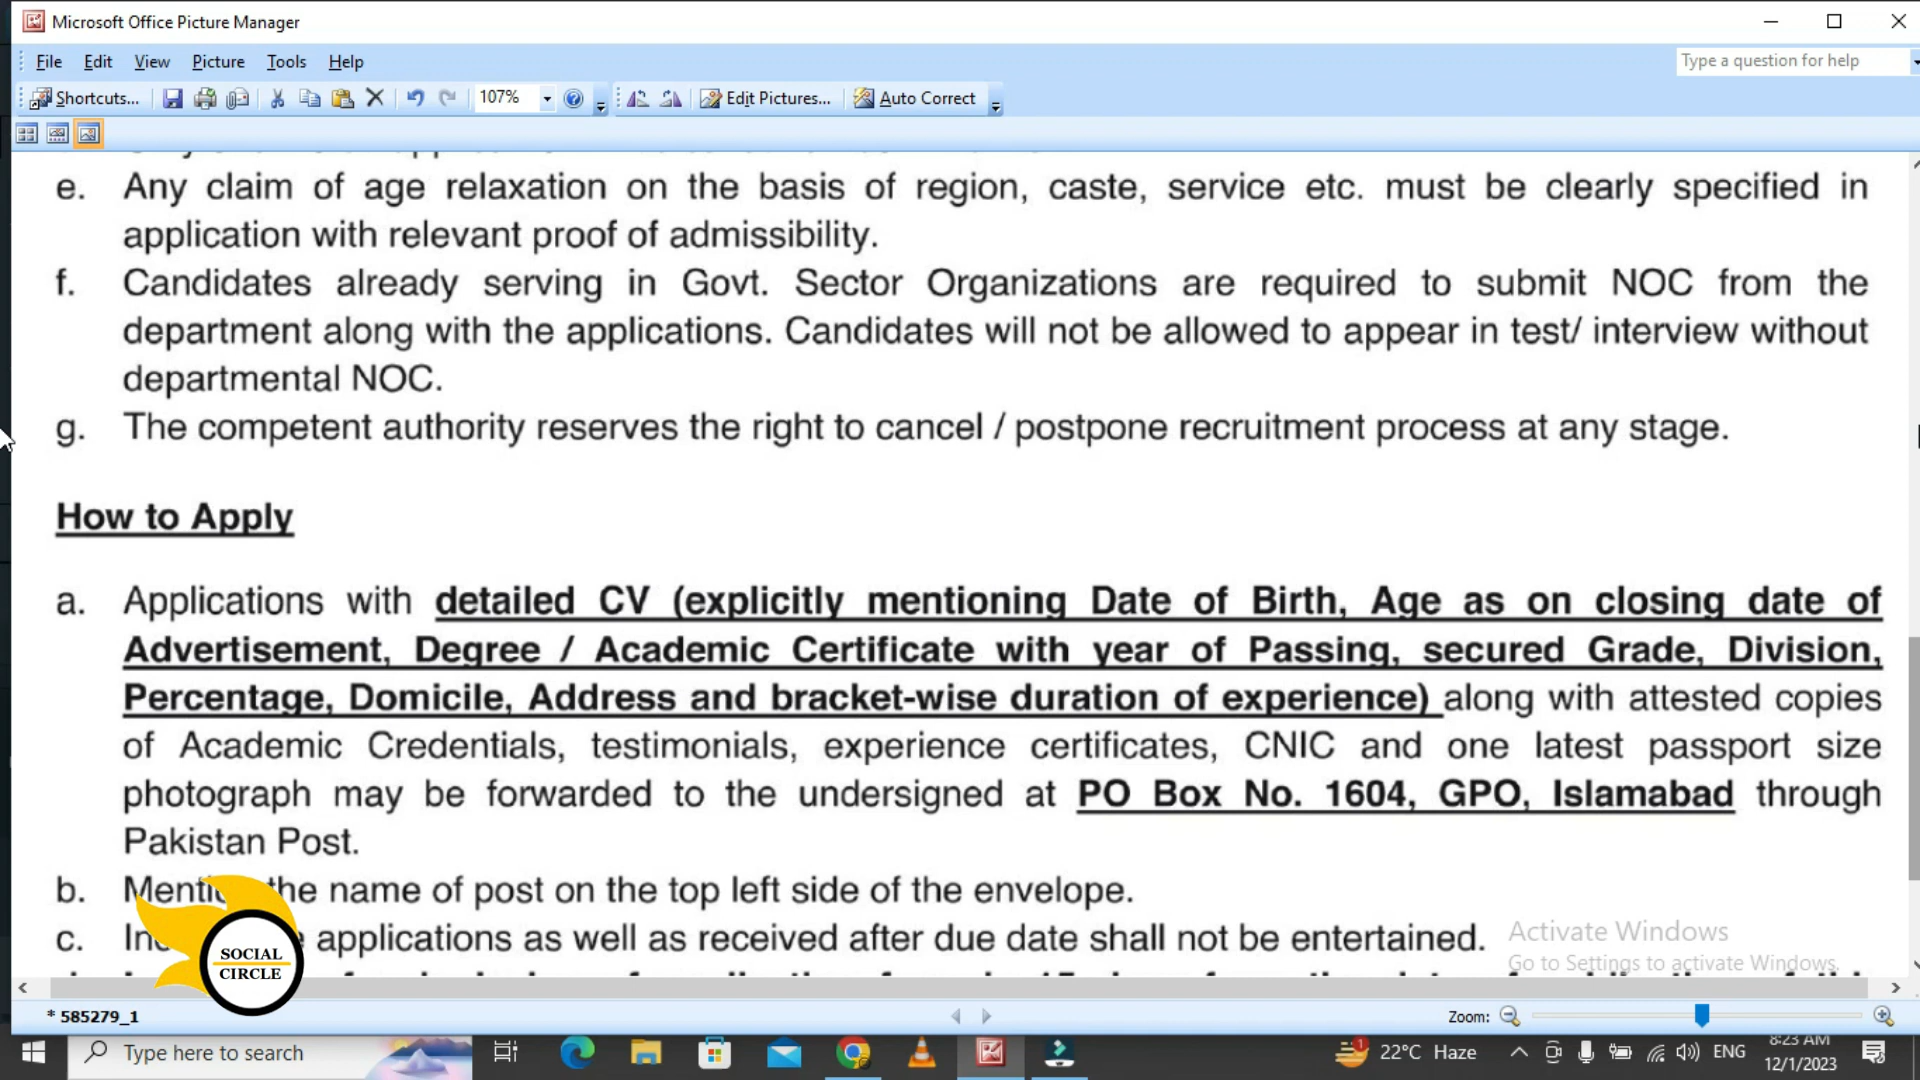 Microsoft Office Picture Manager
File Edit View Picture Tools Help
Type a question for help
Shortcuts... 107% Edit Pictures... Auto Correct
e. Any claim of age relaxation on the basis of region, caste, service etc. must be clearly specified in
application with relevant proof of admissibility.
f. Candidates already serving in Govt. Sector Organizations are required to submit NOC from the
department along with the applications. Candidates will not be allowed to appear in test/ interview without
departmental NOC.
g. The competent authority reserves the right to cancel / postpone recruitment process at any stage.
How to Apply
a. Applications with detailed CV (explicitly mentioning Date of Birth, Age as on closing date of
Advertisement, Degree / Academic Certificate with year of Passing, secured Grade, Division,
Percentage, Domicile, Address and bracket-wise duration of experience) along with attested copies
of Academic Credentials, testimonials, experience certificates, CNIC and one latest passport size
photograph may be forwarded to the undersigned at PO Box No. 1604, GPO, Islamabad through
Pakistan Post.
b. the name of post on the top left side of the envelope.
c. applications as well as received after due date shall not be entertained.
SOCIAL
CIRCLE
Activate Windows
Go to Settings to activate Windows.
* 585279_1
Zoom:
Type here to search
22°C Haze
ENG
8:23 AM
12/1/2023